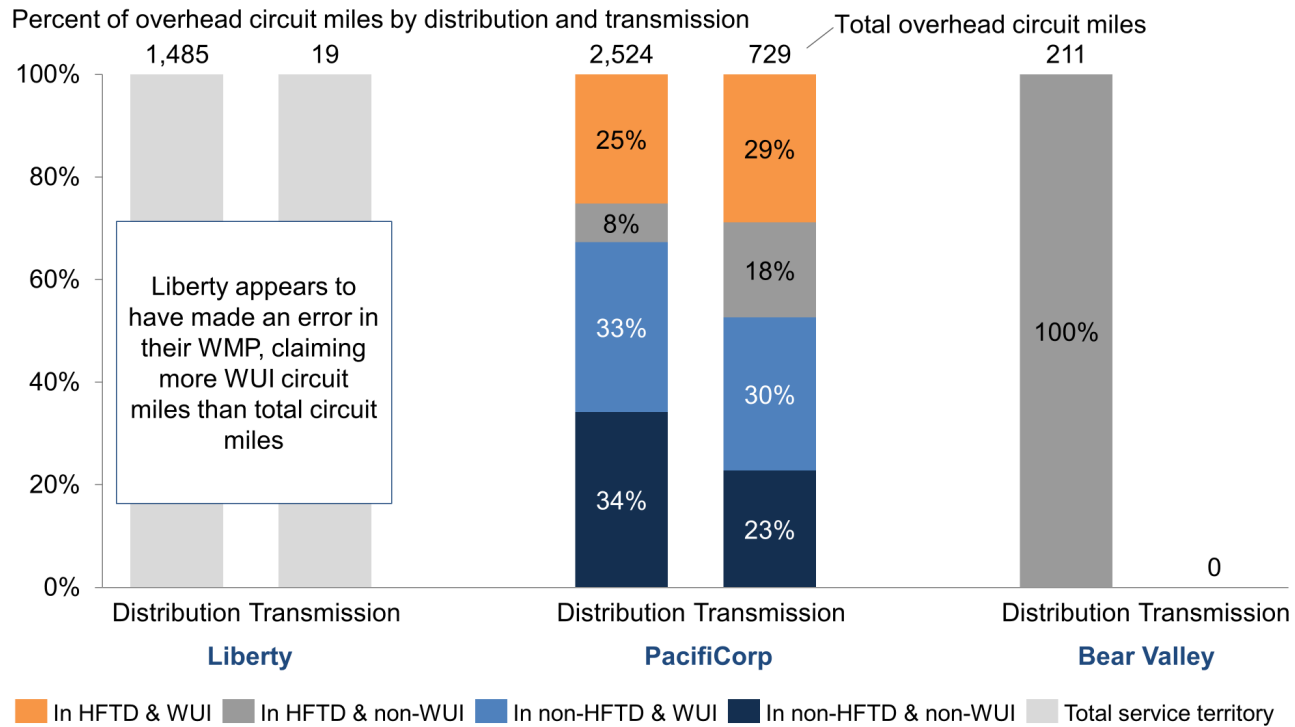 Percent of overhead circuit miles by distribution and transmission
Total overhead circuit miles
1,485 19 2,524 729 211
100%
80%
60%
40%
20%
0%
Liberty appears to
have made an error in
their WMP, claiming
more WUI circuit
miles than total circuit
miles
25%
8%
33%
34%
29%
18%
30%
23%
100%
0
Distribution Transmission Distribution Transmission Distribution Transmission
Liberty PacifiCorp Bear Valley
In HFTD & WUI In HFTD & non-WUI In non-HFTD & WUI In non-HFTD & non-WUI Total service territory